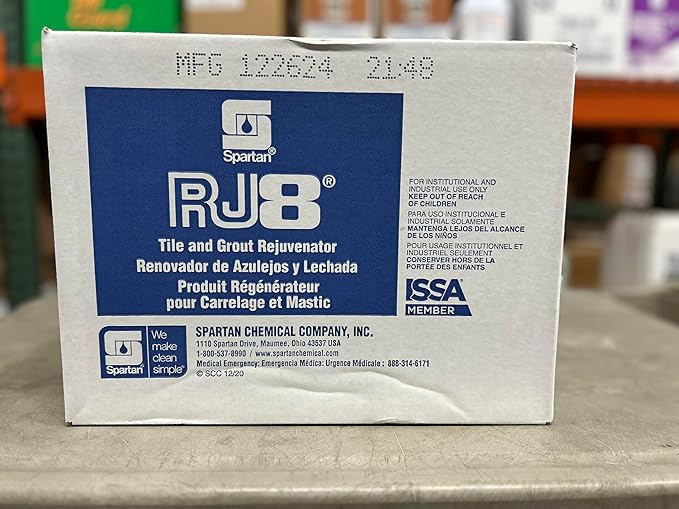 MFG 122624 21:48
Spartan®
RJ8®
Tile and Grout Rejuvenator
Renovador de Azulejos y Lechada
Produit Régénérateur
pour Carrelage et Mastic
FOR INSTITUTIONAL AND
INDUSTRIAL USE ONLY
KEEP OUT OF REACH
OF CHILDREN
PARA USO INSTITUCIONAL E
INDUSTRIAL SOLAMENTE
MANTENGA LEJOS DEL ALCANCE
DE LOS NIÑOS
POUR USAGE INSTITUTIONNEL ET
INDUSTRIEL SEULEMENT
CONSERVER HORS DE LA
PORTÉE DES ENFANTS
ISSA
MEMBER
Spartan®
We
make
clean
simple®
SPARTAN CHEMICAL COMPANY, INC.
1110 Spartan Drive, Maumee, Ohio 43537 USA
1-800-537-8990 / www.spartanchemical.com
Medical Emergency: Emergencia Médica: Urgence Médicale : 888-314-6171
© SCC 12/20